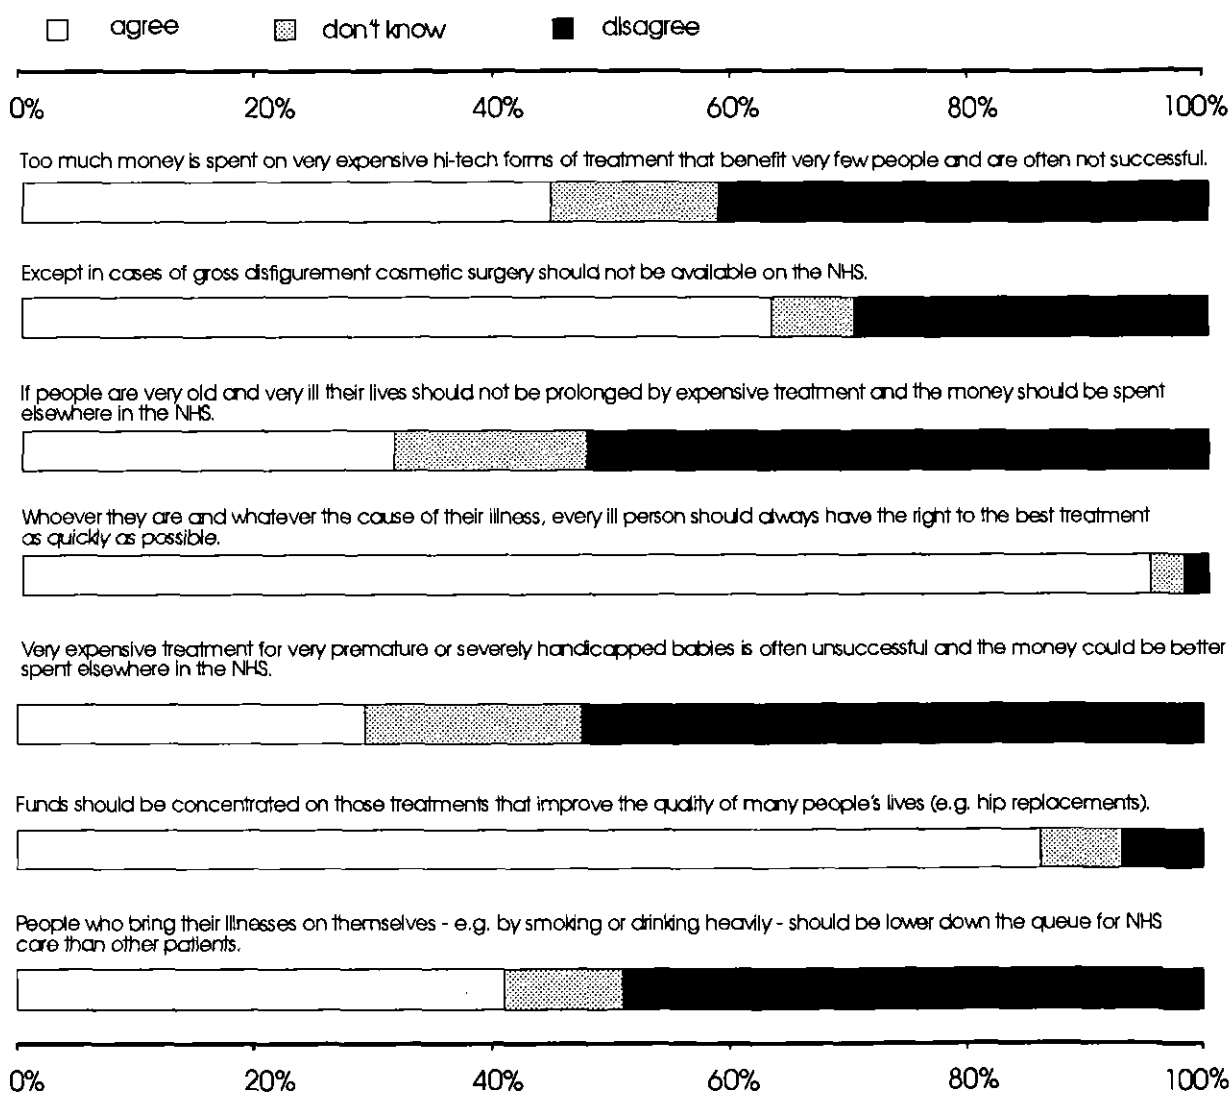 agree don't know disagree
0% 20% 40% 60% 80% 100%
Too much money is spent on very expensive hi-tech forms of treatment that benefit very few people and are often not successful.
Except in cases of gross disfigurement cosmetic surgery should not be available on the NHS.
If people are very old and very ill their lives should not be prolonged by expensive treatment and the money should be spent
elsewhere in the NHS.
Whoever they are and whatever the cause of their illness, every ill person should always have the right to the best treatment
as quickly as possible.
Very expensive treatment for very premature or severely handicapped babies is often unsuccessful and the money could be better
spent elsewhere in the NHS.
Funds should be concentrated on those treatments that improve the quality of many people's lives (e.g. hip replacements).
People who bring their illnesses on themselves - e.g. by smoking or drinking heavily - should be lower down the queue for NHS
care than other patients.
0% 20% 40% 60% 80% 100%